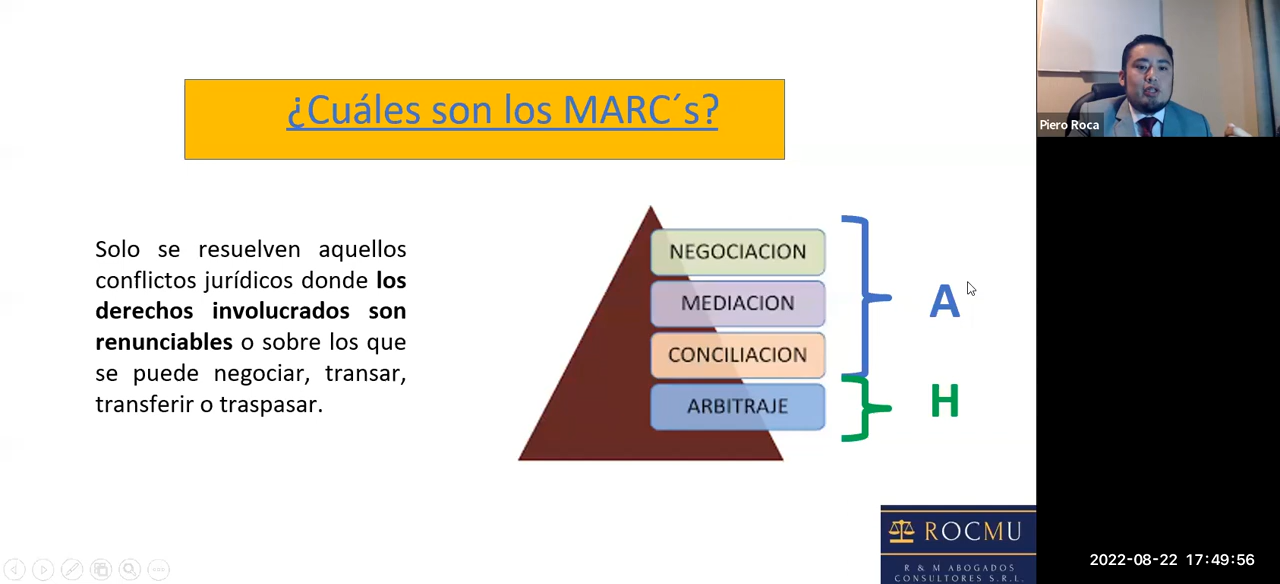 ¿Cuáles son los MARC´s?
Solo se resuelven aquellos
conflictos jurídicos donde los
derechos involucrados son
renunciables o sobre los que
se puede negociar, transar,
transferir o traspasar.
NEGOCIACION
MEDIACION
CONCILIACION
ARBITRAJE
A
H
Piero Roca
ROCMU
R & M ABOGADOS
CONSULTORES S.R.L.
2022-08-22 17:49:56